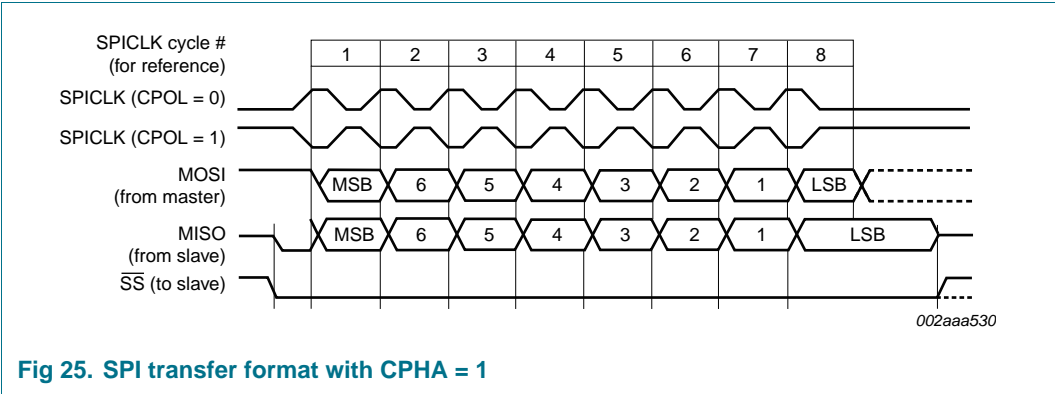 SPICLK cycle #
(for reference)
1 2 3 4 5 6 7 8
SPICLK (CPOL = 0)
SPICLK (CPOL = 1)
MOSI
(from master)
MSB 6 5 4 3 2 1 LSB
MISO
(from slave)
MSB 6 5 4 3 2 1 LSB
SS (to slave)
002aaa530
Fig 25. SPI transfer format with CPHA = 1